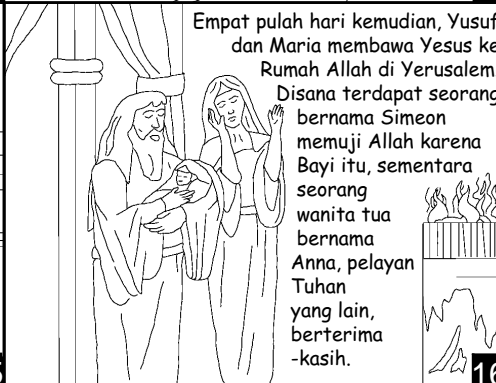 Empat pulah hari kemudian, Yusuf
dan Maria membawa Yesus ke
Rumah Allah di Yerusalem
Disana terdapat seorang
bernama Simeon
memuji Allah karena
Bayi itu, sementara
seorang
wanita tua
bernama
Anna, pelayan
Tuhan
yang lain,
berterima
-kasih.
16